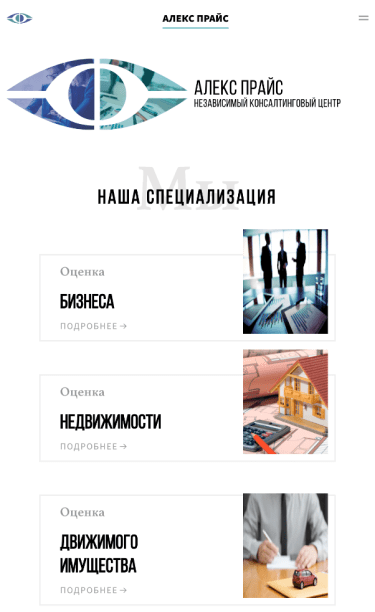 АЛЕКС ПРАЙС
АЛЕКС ПРАЙС
НЕЗАВИСИМЫЙ КОНСАЛТИНГОВЫЙ ЦЕНТР
Мы
НАША СПЕЦИАЛИЗАЦИЯ
Оценка
БИЗНЕСА
ПОДРОБНЕЕ →
Оценка
НЕДВИЖИМОСТИ
ПОДРОБНЕЕ →
Оценка
ДВИЖИМОГО
ИМУЩЕСТВА
ПОДРОБНЕЕ →